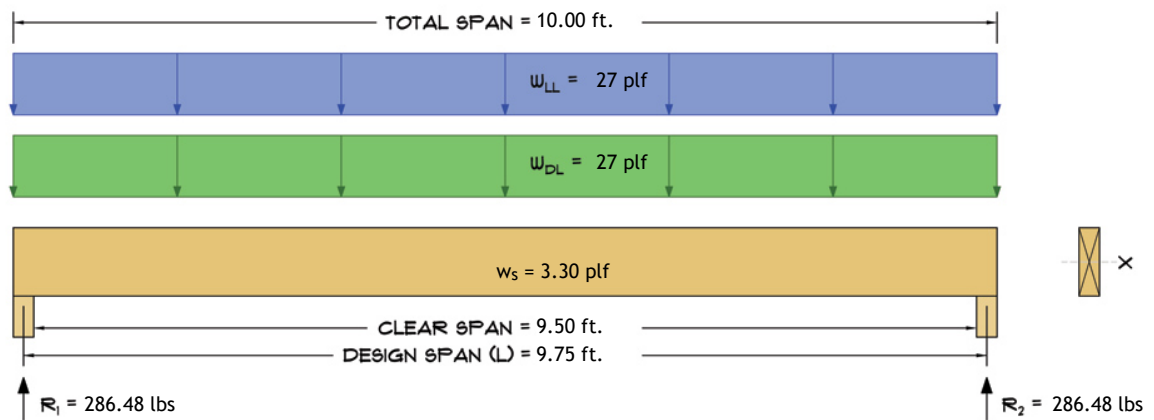 TOTAL SPAN = 10.00 ft.
wLL = 27 plf
wDL = 27 plf
ws = 3.30 plf
X
CLEAR SPAN = 9.50 ft.
DESIGN SPAN (L) = 9.75 ft.
R1 = 286.48 lbs
R2 = 286.48 lbs